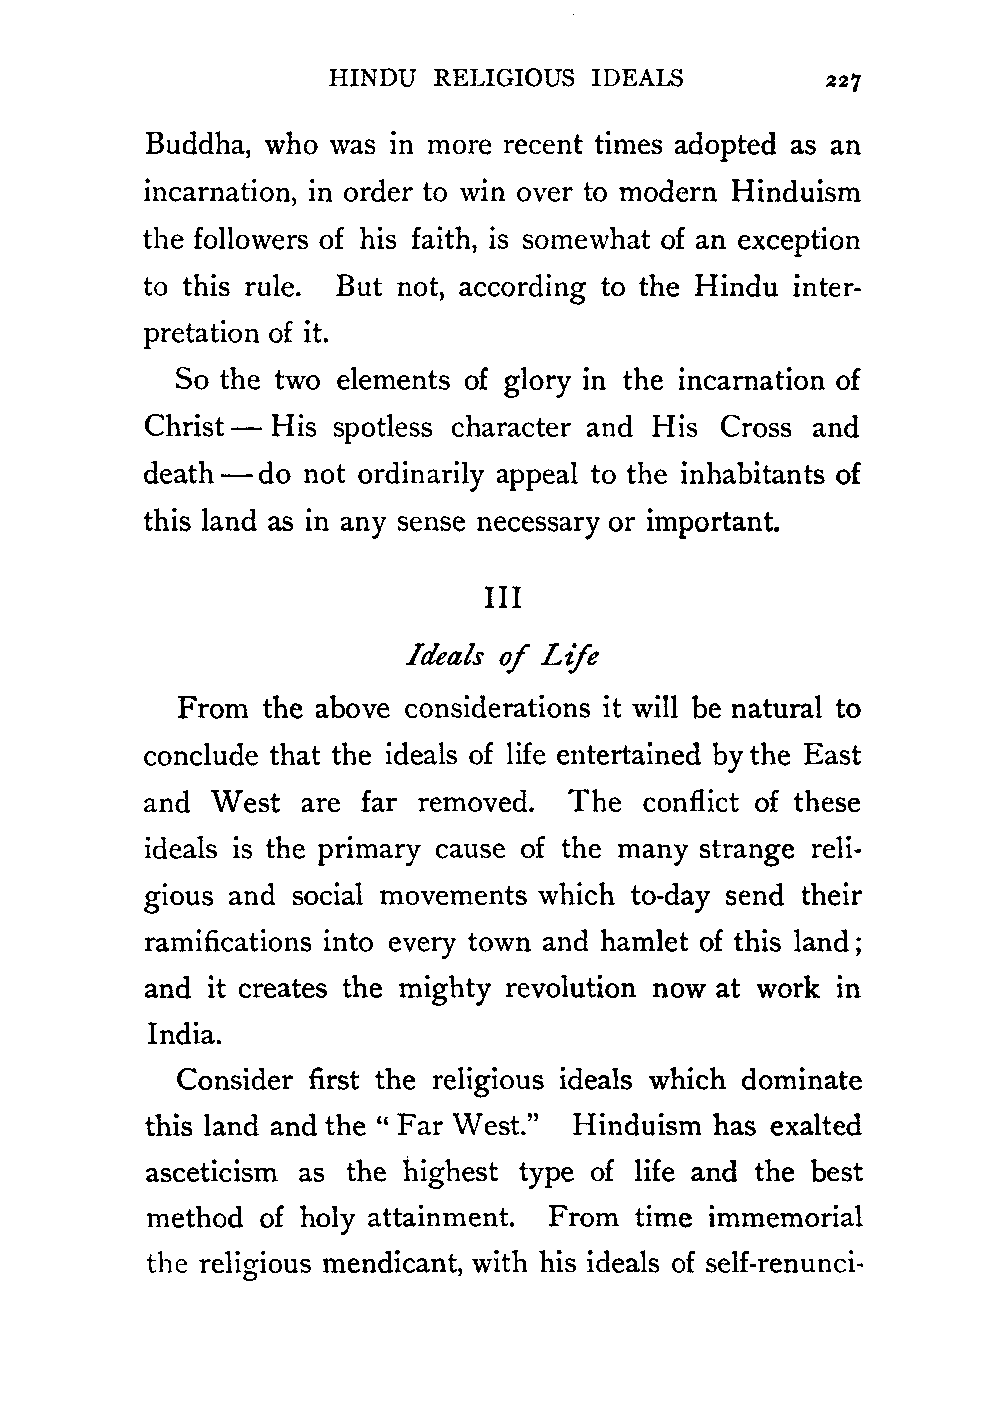 HINDU RELIGIOUS IDEALS 227
Buddha, who was in more recent times adopted as an
incarnation, in order to win over to modern Hinduism
the followers of his faith, is somewhat of an exception
to this rule. But not, according to the Hindu inter-
pretation of it.
So the two elements of glory in the incarnation of
Christ — His spotless character and His Cross and
death — do not ordinarily appeal to the inhabitants of
this land as in any sense necessary or important.
III
Ideals of Life
From the above considerations it will be natural to
conclude that the ideals of life entertained by the East
and West are far removed. The conflict of these
ideals is the primary cause of the many strange reli-
gious and social movements which to-day send their
ramifications into every town and hamlet of this land;
and it creates the mighty revolution now at work in
India.
Consider first the religious ideals which dominate
this land and the “Far West.” Hinduism has exalted
asceticism as the highest type of life and the best
method of holy attainment. From time immemorial
the religious mendicant, with his ideals of self-renunci-